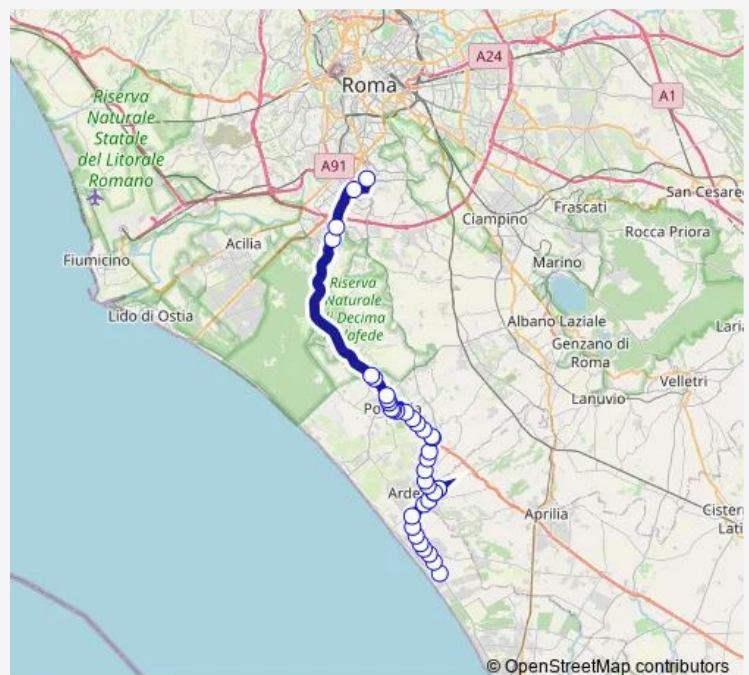 A24
Roma
A1
Riserva
Naturale
Statale
del Litorale
Romano
A91
San Cesare
Frascati
Ciampino
Rocca Priora
Acilia
Fiumicino
Marino
Riserva
Naturale
Lido di Ostia
Albano Laziale
Genzano di
Roma
Velletri
Lanuvio
Aprilia
© OpenStreetMap contributors